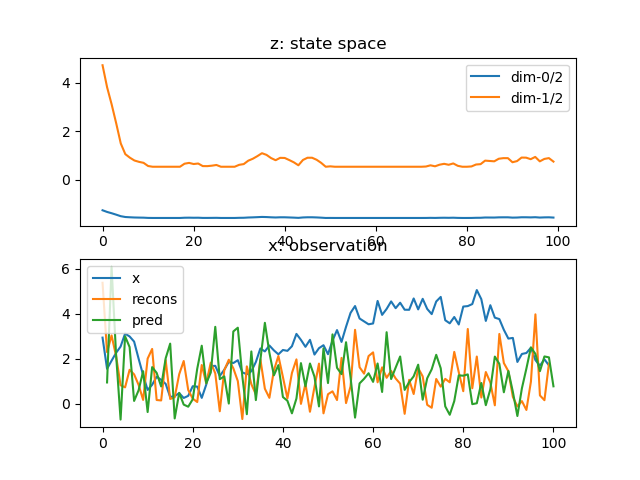 z: state space
4
2
0
dim-0/2
dim-1/2
0 20 40 60 80 100
x: observation
6
4
2
0
x
recons
pred
0 20 40 60 80 100